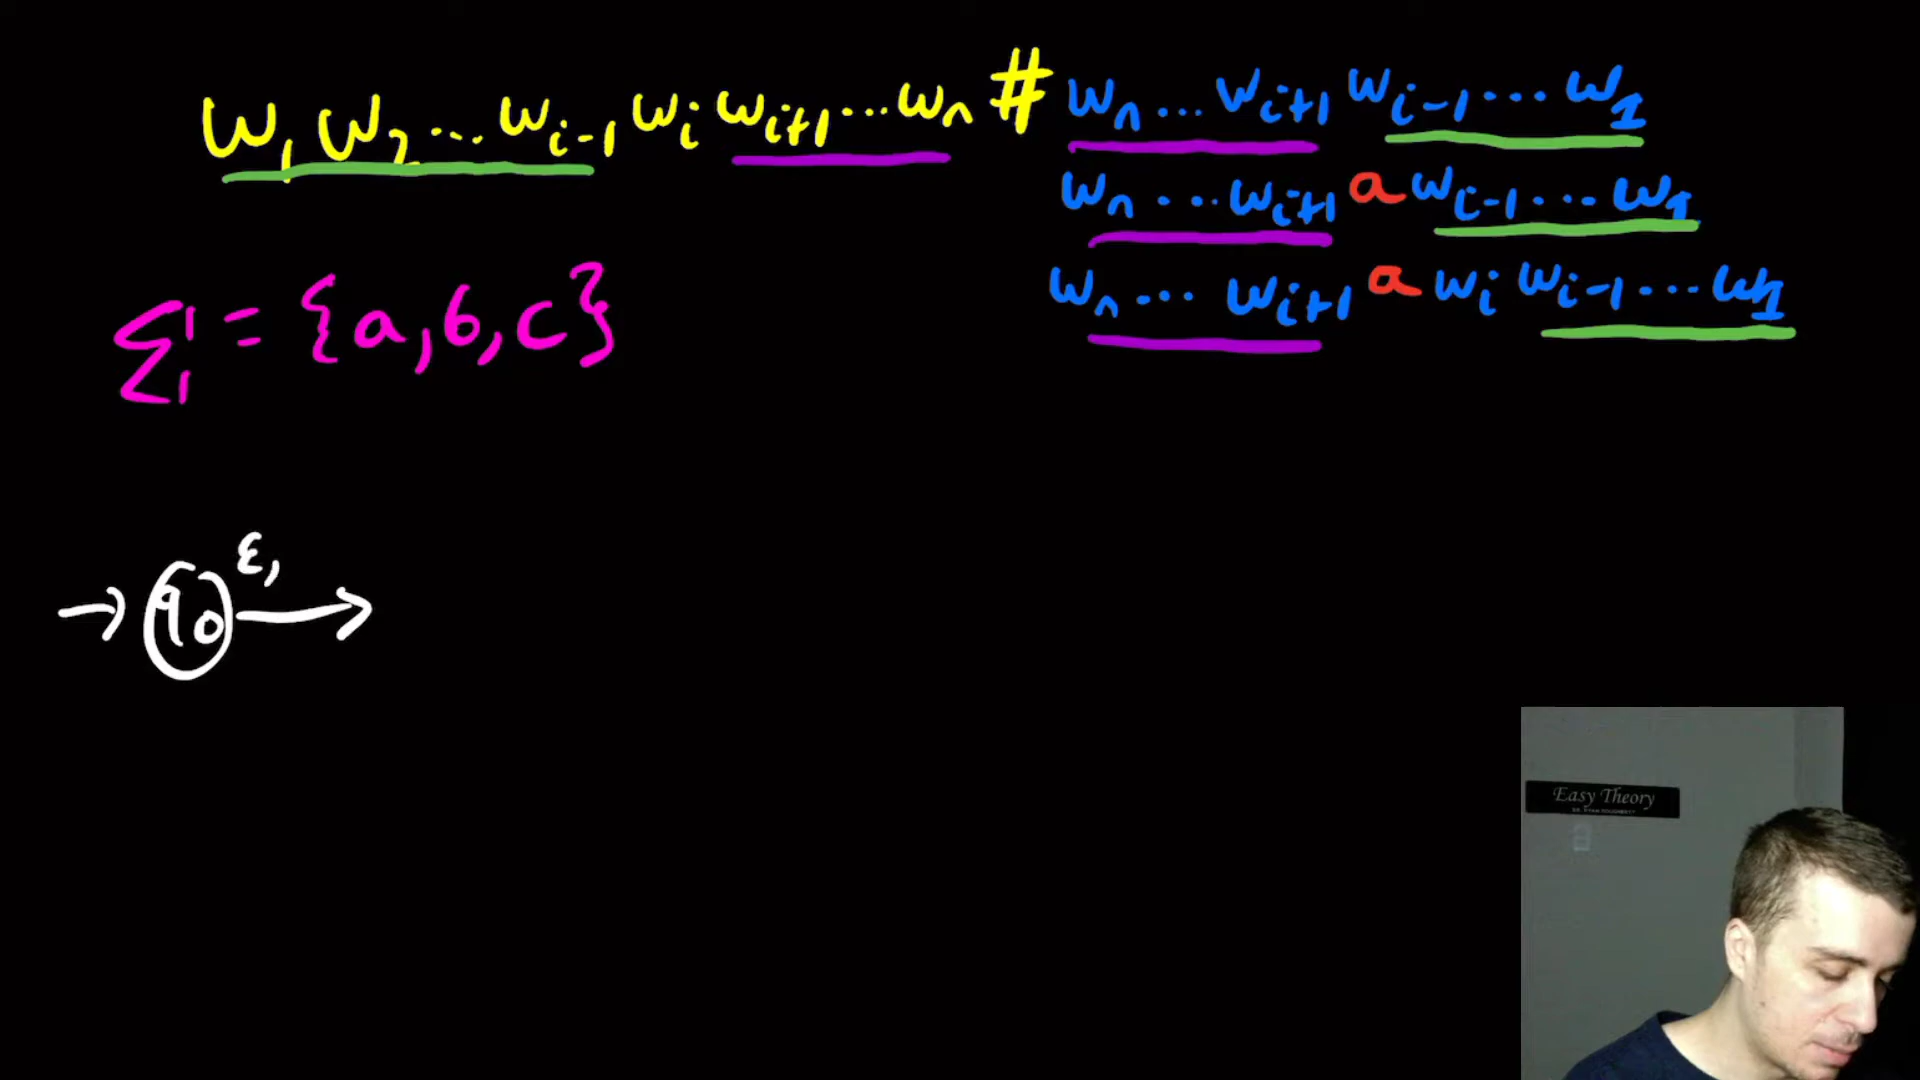 w₁ w₂ ... wᵢ₋₁ wᵢ wᵢ₊₁ ... wₙ # wₙ ... wᵢ₊₁ wᵢ₋₁ ... w₁
wₙ ... wᵢ₊₁ a wᵢ₋₁ ... w₁
wₙ ... wᵢ₊₁ a wᵢ wᵢ₋₁ ... w₁
Σ = {a, b, c}
→ q₀ ε, →
Easy Theory